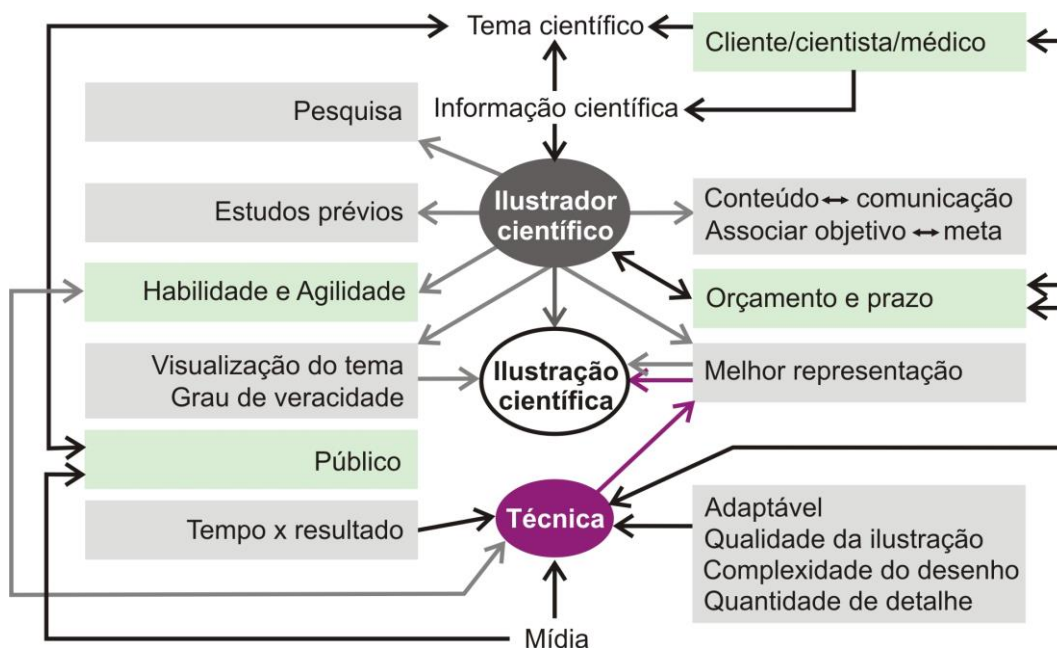 Tema científico
Cliente/cientista/médico
Pesquisa
Informação científica
Ilustrador
científico
Estudos prévios
Conteúdo ↔ comunicação
Associar objetivo ↔ meta
Habilidade e Agilidade
Orçamento e prazo
Visualização do tema
Grau de veracidade
Ilustração
científica
Melhor representação
Público
Tempo x resultado
Técnica
Adaptável
Qualidade da ilustração
Complexidade do desenho
Quantidade de detalhe
Mídia